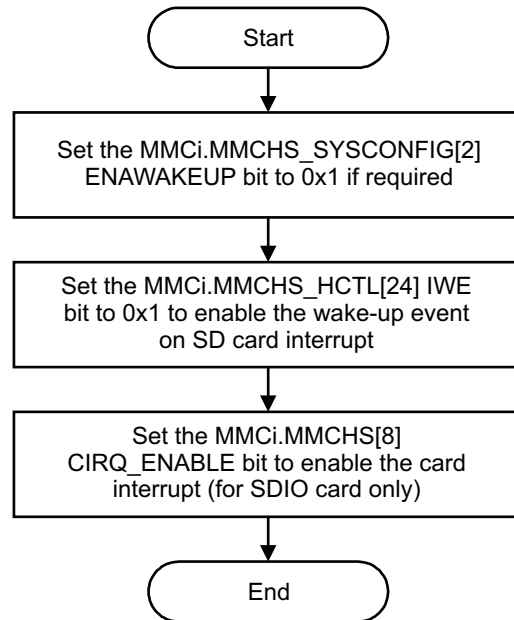 Start
Set the MMCi.MMCHS_SYSCONFIG[2]
ENAWAKEUP bit to 0x1 if required
Set the MMCi.MMCHS_HCTL[24] IWE
bit to 0x1 to enable the wake-up event
on SD card interrupt
Set the MMCi.MMCHS[8]
CIRQ_ENABLE bit to enable the card
interrupt (for SDIO card only)
End